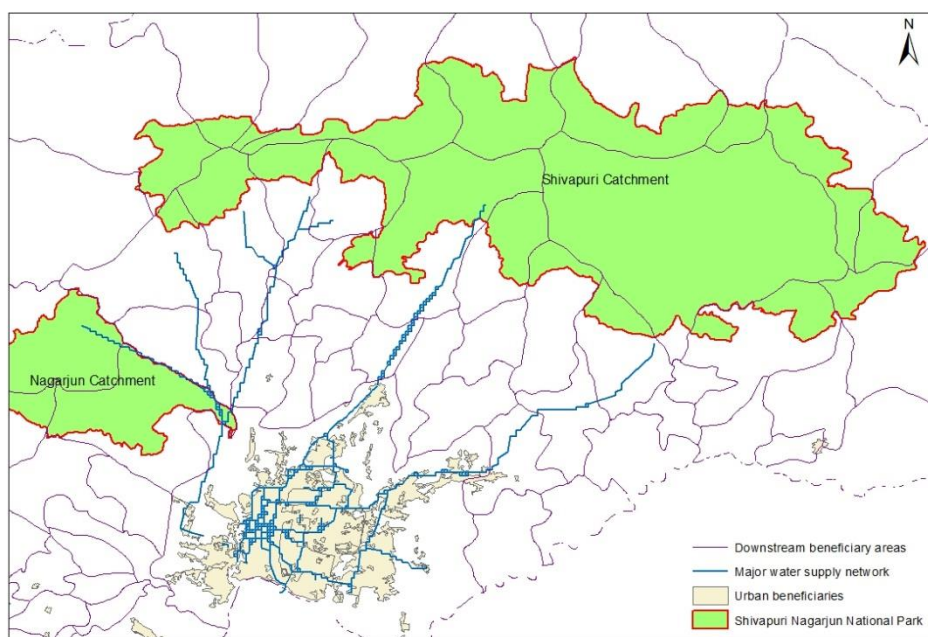 N
Shivapuri Catchment
Nagarjun Catchment
Downstream beneficiary areas
Major water supply network
Urban beneficiaries
Shivapuri Nagarjun National Park